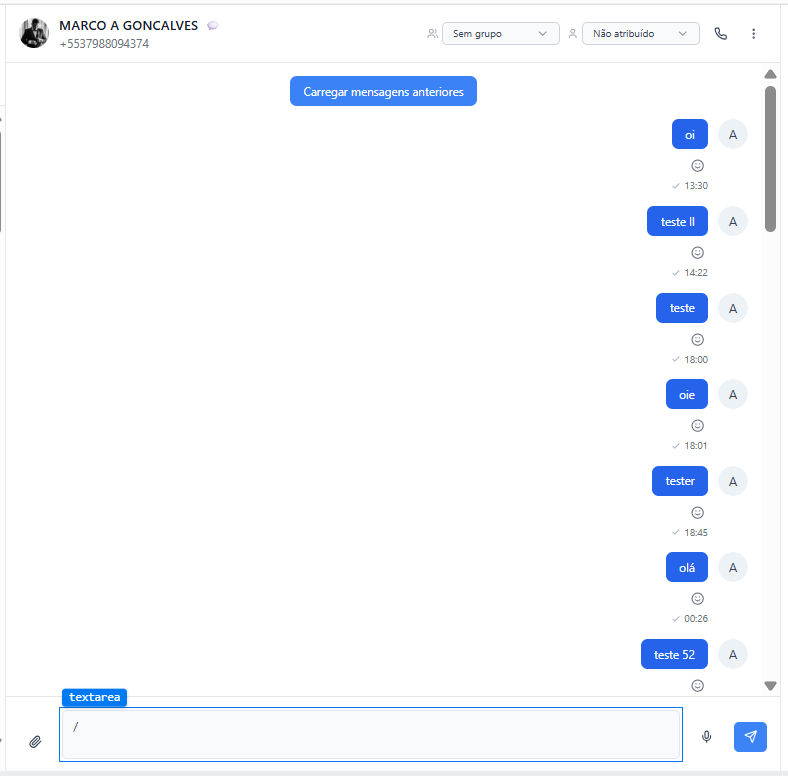 MARCO A GONCALVES
+5537988094374
Sem grupo
Não atribuído
Carregar mensagens anteriores
oi
A
13:30
teste ll
A
14:22
teste
A
18:00
oie
A
18:01
tester
A
18:45
olá
A
00:26
teste 52
A
textarea
/